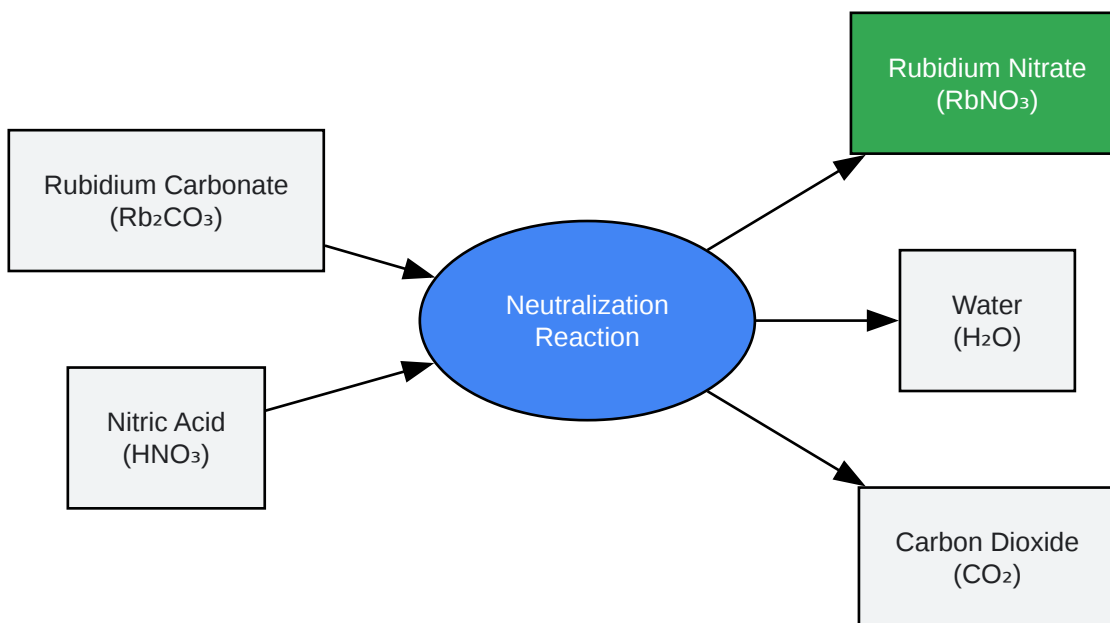 Rubidium Nitrate
(RbNO₃)
Rubidium Carbonate
(Rb₂CO₃)
Neutralization
Reaction
Water
(H₂O)
Nitric Acid
(HNO₃)
Carbon Dioxide
(CO₂)